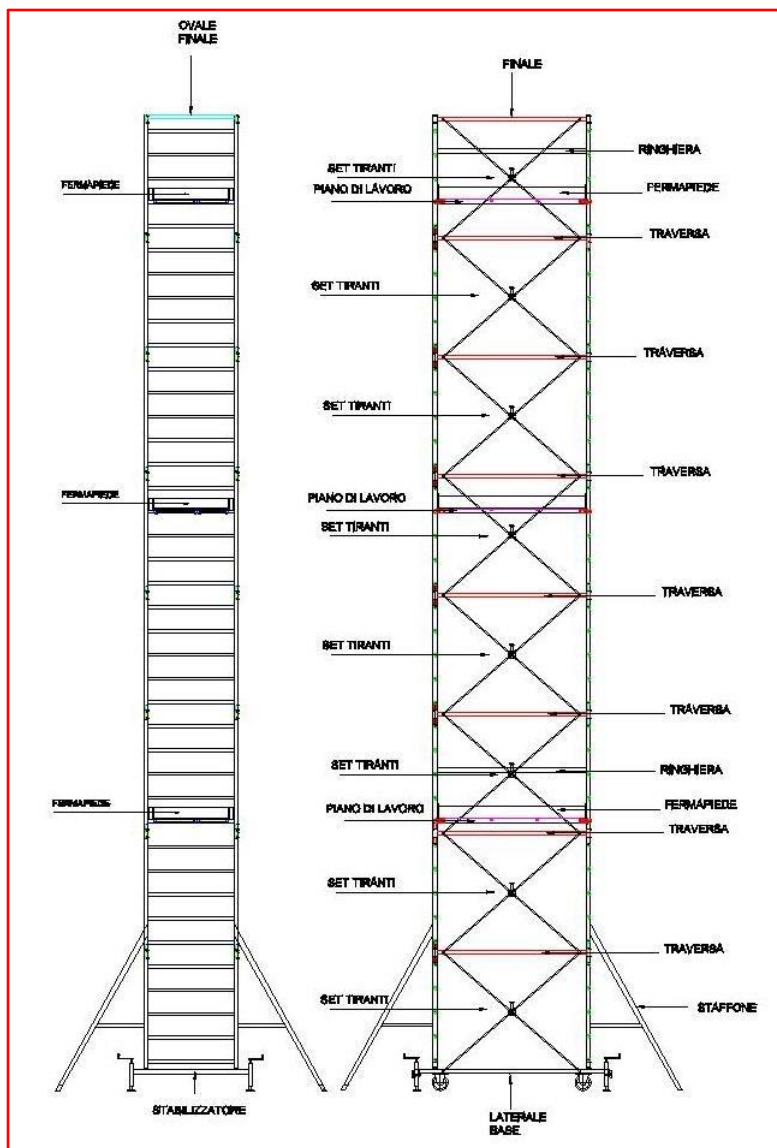 OVALE
FINALE
FERMAPIEDE
FERMAPIEDE
FERMAPIEDE
STABILIZZATORE
FINALE
SET TIRANTI
RINGHIERA
PIANO DI LAVORO
FERMAPIEDE
TRAVERSA
SET TIRANTI
TRAVERSA
SET TIRANTI
TRAVERSA
PIANO DI LAVORO
SET TIRANTI
TRAVERSA
SET TIRANTI
TRAVERSA
SET TIRANTI
RINGHIERA
PIANO DI LAVORO
FERMAPIEDE
TRAVERSA
SET TIRANTI
TRAVERSA
SET TIRANTI
STAFFONE
LATERALE
BASE